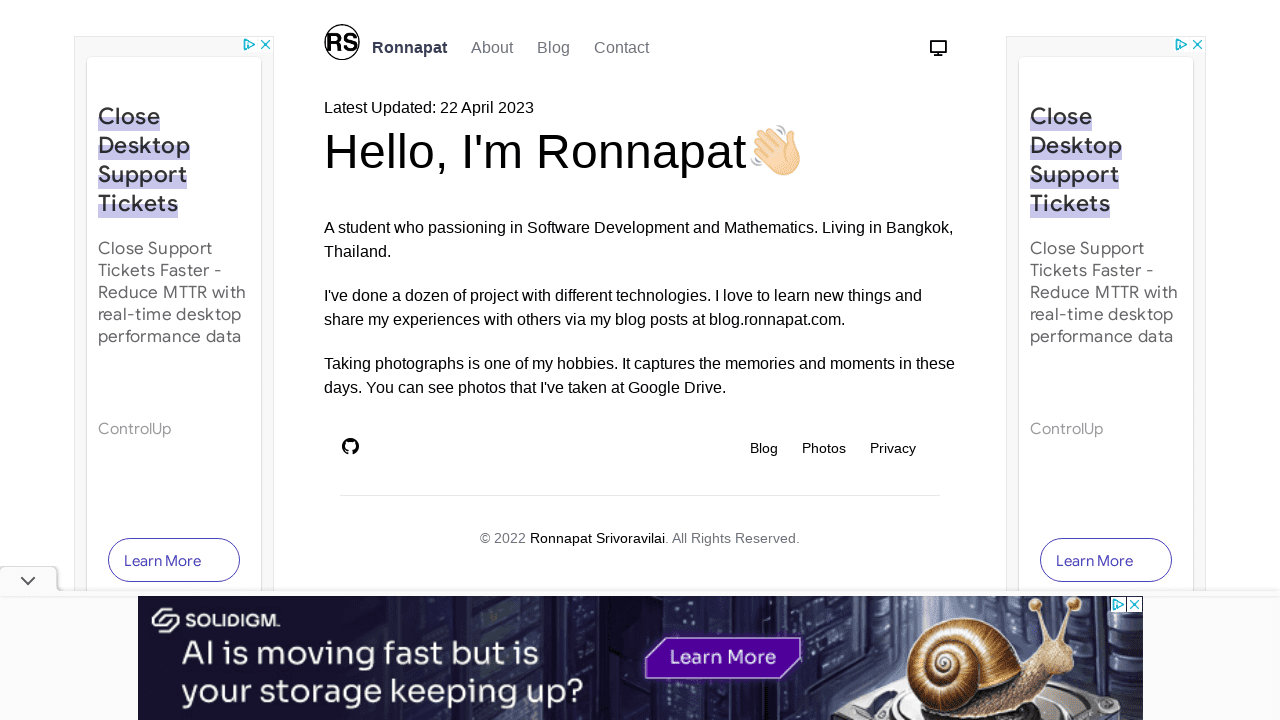 RS Ronnapat About Blog Contact
Latest Updated: 22 April 2023
Hello, I'm Ronnapat👋🏻
A student who passioning in Software Development and Mathematics. Living in Bangkok,
Thailand.
I've done a dozen of project with different technologies. I love to learn new things and
share my experiences with others via my blog posts at blog.ronnapat.com.
Taking photographs is one of my hobbies. It captures the memories and moments in these
days. You can see photos that I've taken at Google Drive.
Blog Photos Privacy
© 2022 Ronnapat Srivoravilai. All Rights Reserved.
Close
Desktop
Support
Tickets
Close Support
Tickets Faster -
Reduce MTTR with
real-time desktop
performance data
ControlUp
Learn More
Close
Desktop
Support
Tickets
Close Support
Tickets Faster -
Reduce MTTR with
real-time desktop
performance data
ControlUp
Learn More
SOLIDIGM.
AI is moving fast but is
your storage keeping up?
Learn More